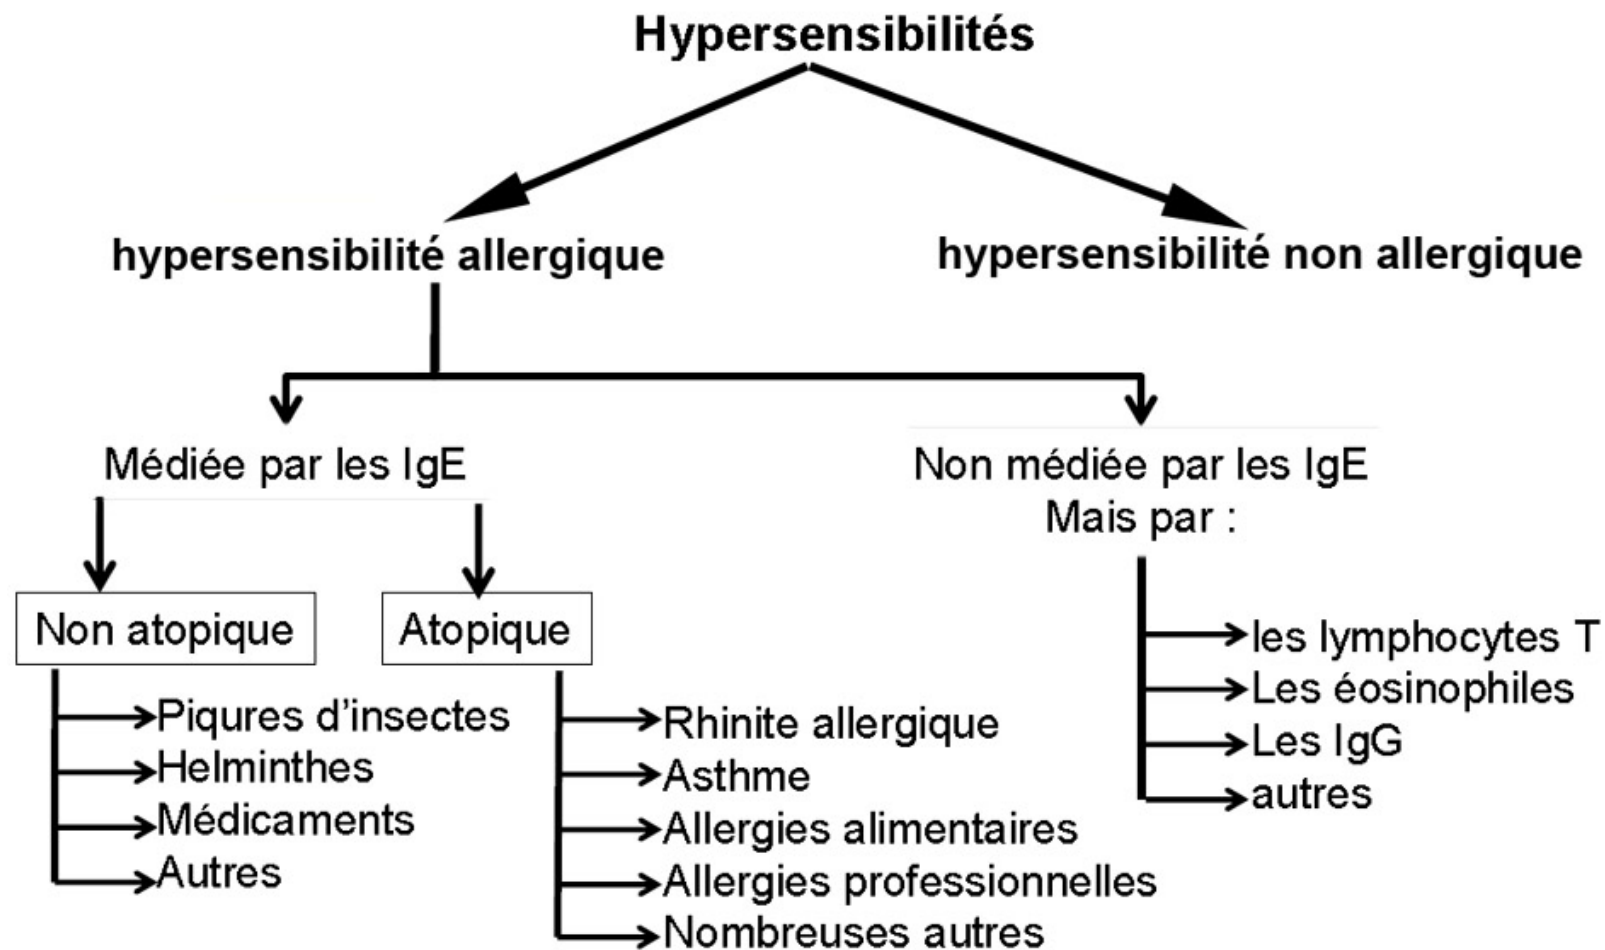 Hypersensibilités
hypersensibilité allergique
hypersensibilité non allergique
Médiée par les IgE
Non médiée par les IgE
Mais par :
Non atopique
Atopique
Piqures d’insectes
Helminthes
Médicaments
Autres
Rhinite allergique
Asthme
Allergies alimentaires
Allergies professionnelles
Nombreuses autres
les lymphocytes T
Les éosinophiles
Les IgG
autres